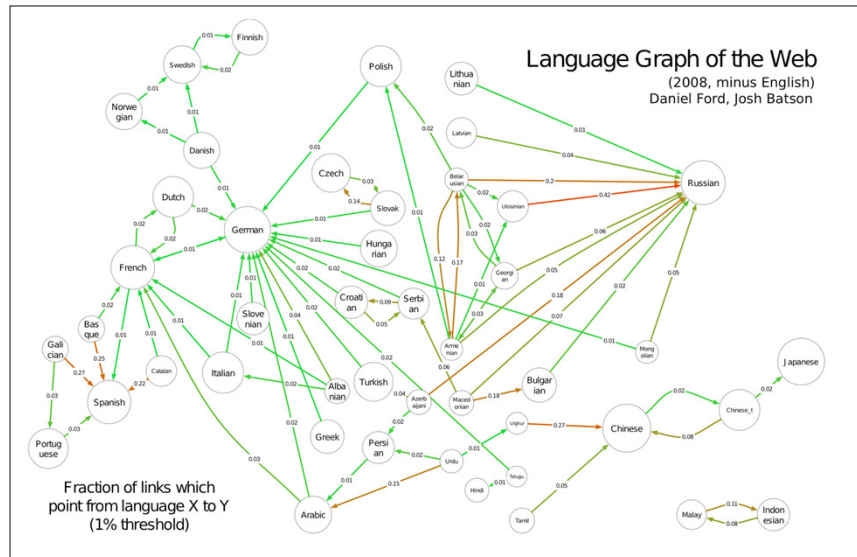 Language Graph of the Web
(2008, minus English)
Daniel Ford, Josh Batson
Finnish
0.01
Swedish
0.02
0.01
0.01
Norwe
gian
0.01
Danish
0.01
Polish
0.01
Lithua
nian
0.01
Latvian
0.04
0.02
Belar
usian
0.2
Russian
0.02
Ukrainian
0.42
Czech
0.03
0.14
Slovak
0.01
Dutch
0.02
0.02
0.02
German
0.01
Hunga
rian
0.01
0.01
0.03
0.02
0.06
French
0.01
0.02
0.02
0.12
0.17
0.01
0.05
Georgi
an
0.18
0.02
0.05
Slove
nian
0.01
0.02
Croati
an
0.09
0.05
Serbi
an
0.03
0.07
Bas
que
0.02
0.01
0.01
0.01
0.25
Gali
cian
0.27
Catalan
0.22
Spanish
0.03
Portug
uese
0.03
Italian
0.01
0.02
0.04
0.01
0.02
0.02
Alba
nian
Turkish
Greek
0.02
0.03
Arme
nian
0.06
Mong
olian
0.01
Azerb
aijani
0.04
0.02
Maced
onian
0.18
Bulgar
ian
Japanese
0.02
Chinese_t
0.02
0.08
Chinese
Uighur
0.27
0.01
Persi
an
0.02
Urdu
0.01
0.15
Arabic
Hindi
0.01
Telugu
Tamil
0.05
Malay
0.11
0.08
Indon
esian
Fraction of links which
point from language X to Y
(1% threshold)